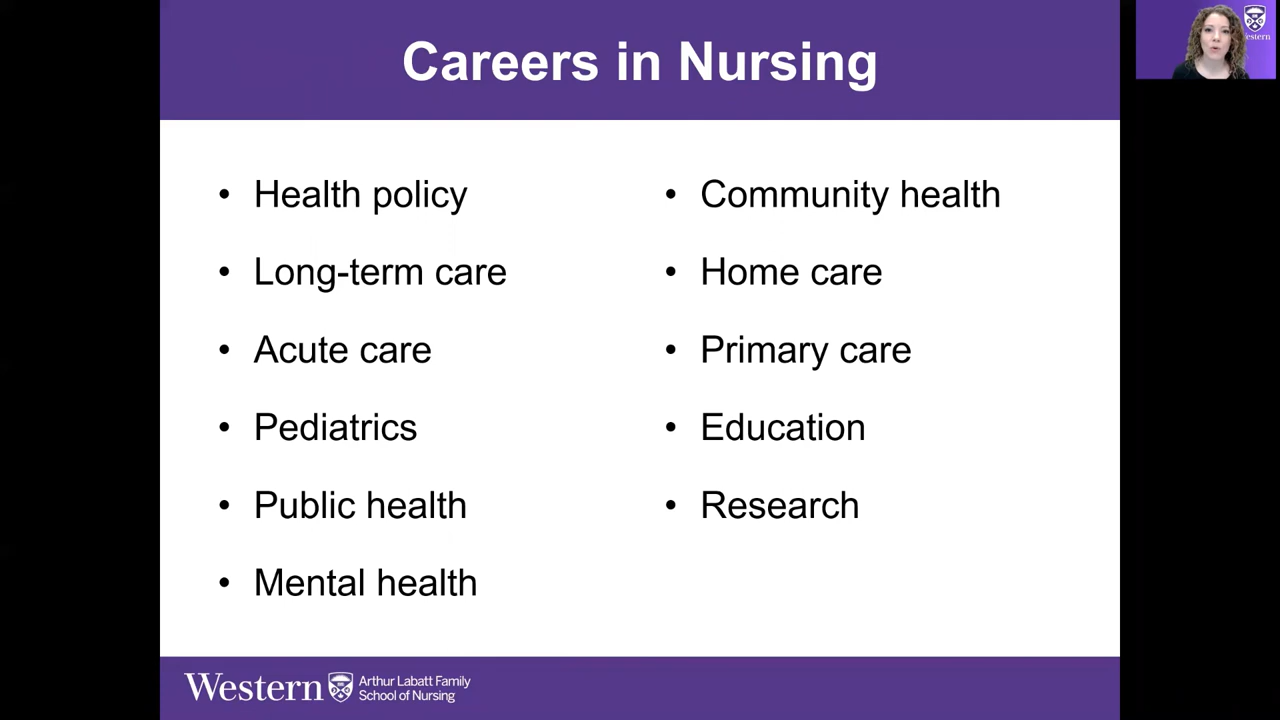 Careers in Nursing
• Health policy
• Long-term care
• Acute care
• Pediatrics
• Public health
• Mental health
• Community health
• Home care
• Primary care
• Education
• Research
Western
Arthur Labatt Family
School of Nursing